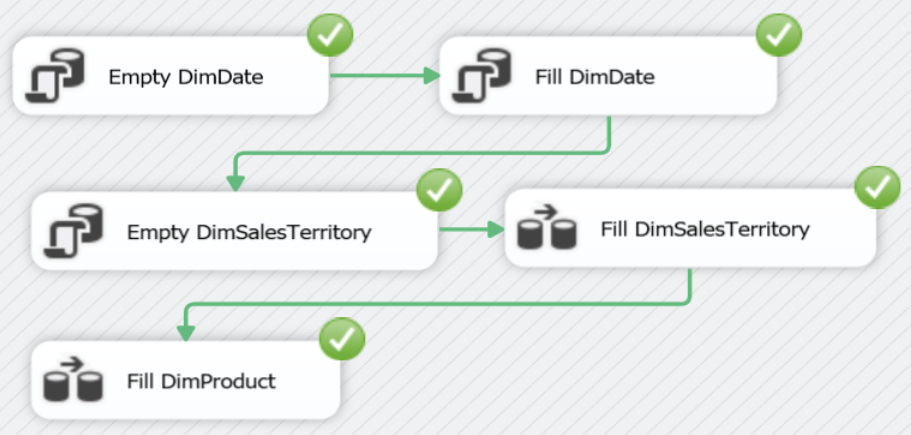 Empty DimDate
Fill DimDate
Empty DimSalesTerritory
Fill DimSalesTerritory
Fill DimProduct